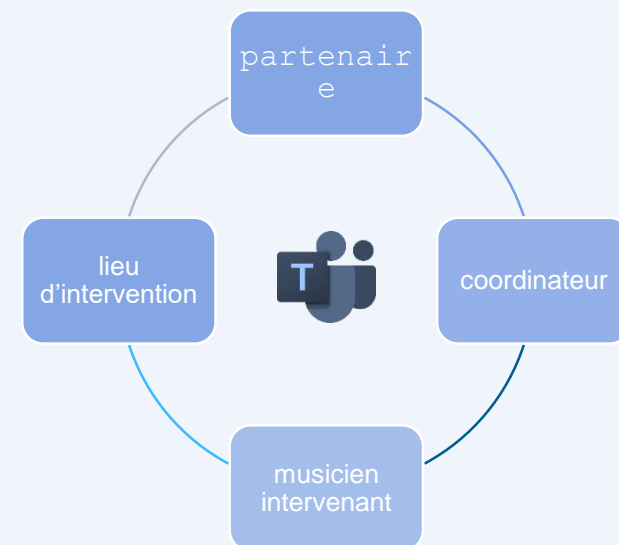 partenair
e
lieu
d'intervention
T
coordinateur
musicien
intervenant